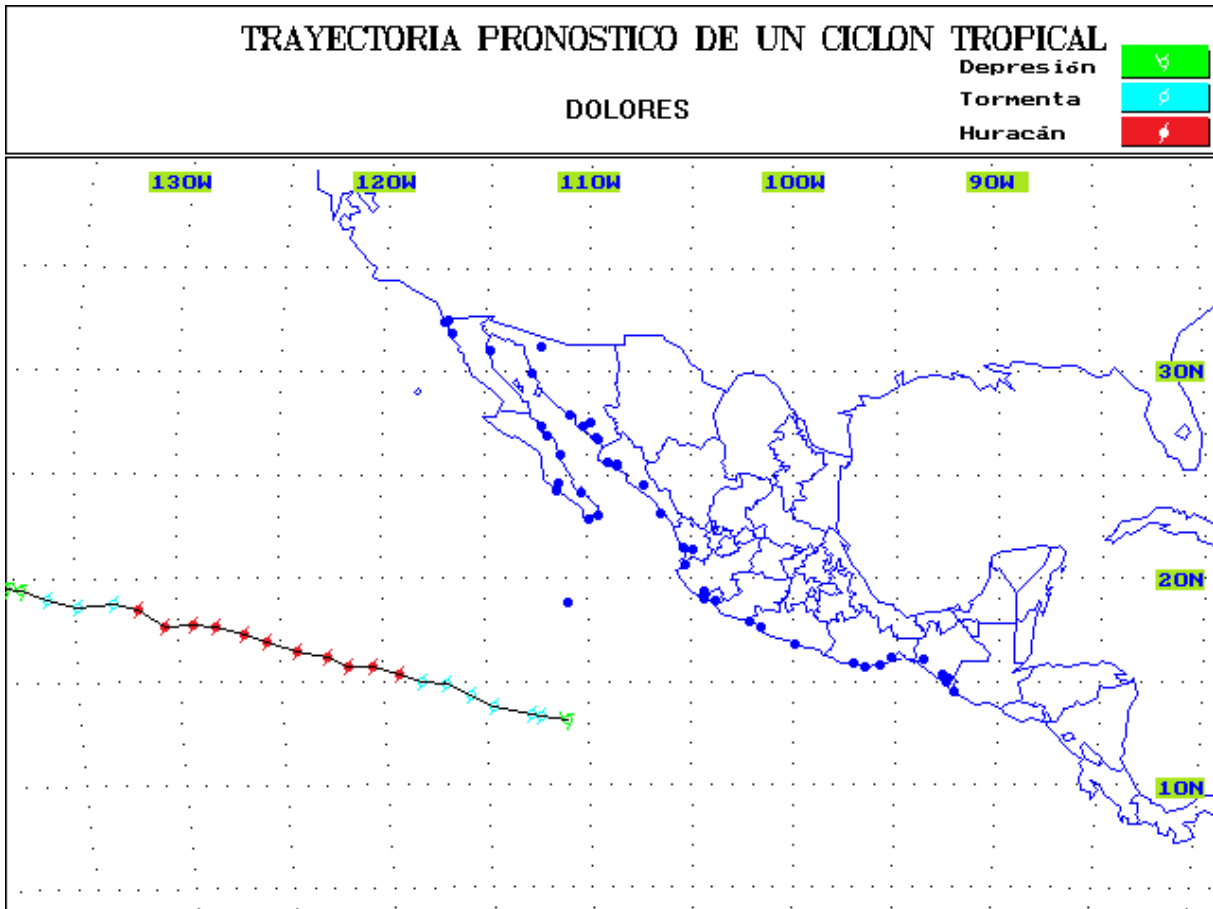 TRAYECTORIA PRONOSTICO DE UN CICLON TROPICAL
Depresión
DOLORES
Tormenta
Huracán
130W 120W 110W 100W 90W
30N
20N
10N